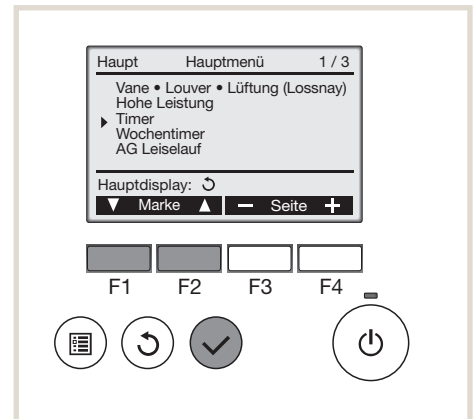 Haupt Hauptmenü 1 / 3
Vane • Louver • Lüftung (Lossnay)
Hohe Leistung
Timer
Wochentimer
AG Leiselauf
Hauptdisplay:
Marke Seite
F1 F2 F3 F4